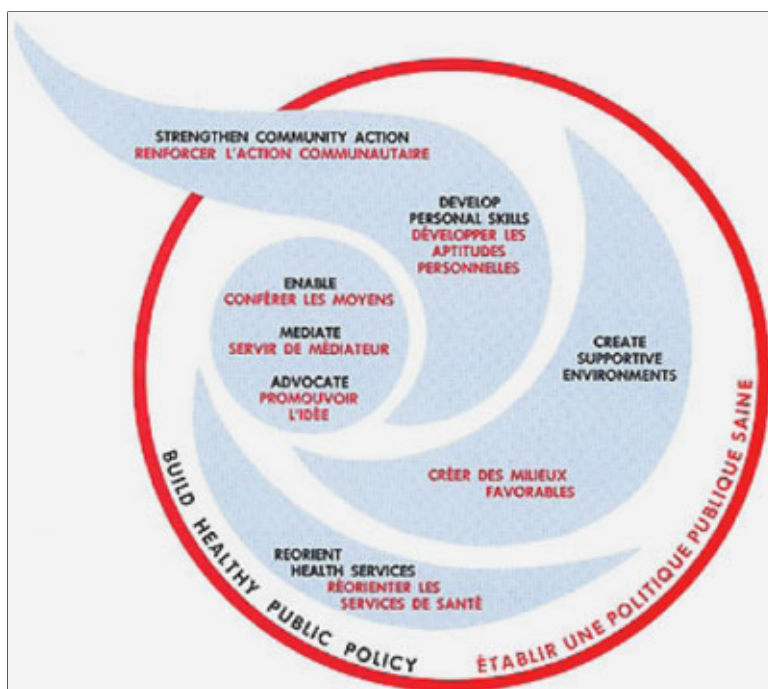 STRENGTHEN COMMUNITY ACTION
RENFORCER L'ACTION COMMUNAUTAIRE
DEVELOP
PERSONAL SKILLS
DÉVELOPPER LES
APTITUDES
PERSONNELLES
ENABLE
CONFÉRER LES MOYENS
MEDIATE
SERVIR DE MÉDIATEUR
ADVOCATE
PROMOUVOIR
L'IDÈE
CREATE
SUPPORTIVE
ENVIRONMENTS
CRÉER DES MILIEUX
FAVORABLES
REORIENT
HEALTH SERVICES
RÉORIENTER LES
SERVICES DE SANTÉ
BUILD HEALTHY PUBLIC POLICY
ÉTABLIR UNE POLITIQUE PUBLIQUE SAINE